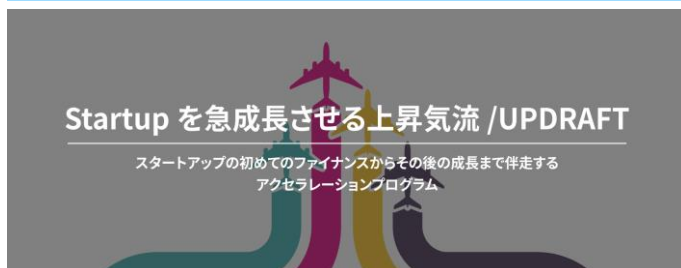 Startup を急成長させる上昇気流 /UPDRAFT
スタートアップの初めてのファイナンスからその後の成長まで伴走する
アクセラレーションプログラム